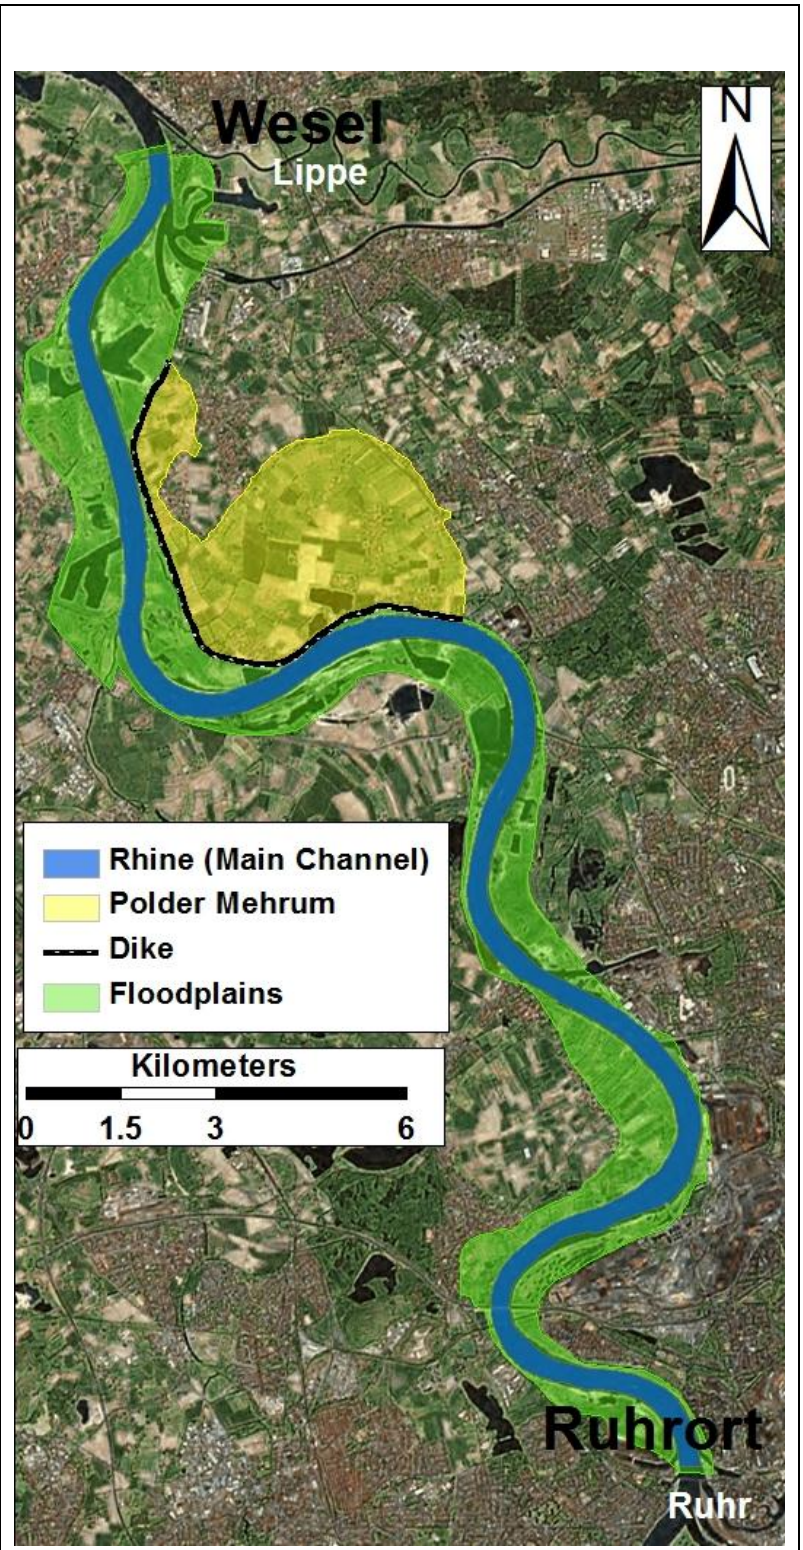 N
Wesel
Lippe
Rhine (Main Channel)
Polder Mehrum
Dike
Floodplains
Kilometers
0 1.5 3 6
Ruhrort
Ruhr